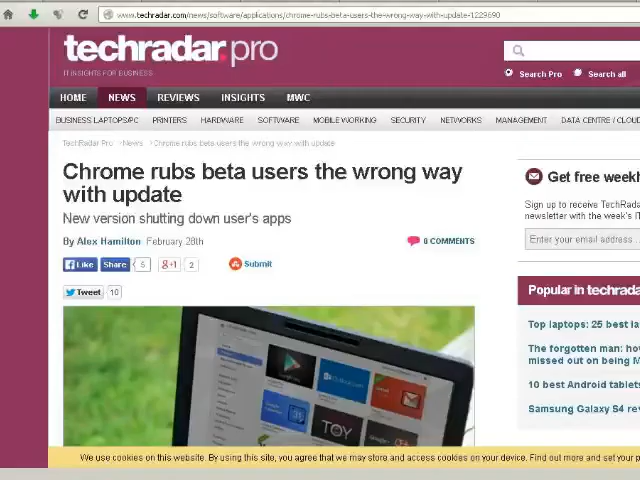 www.techradar.com/news/software/applications/chrome-rubs-beta-users-the-wrong-way-with-update-1229690
techradar.pro
IT INSIGHTS FOR BUSINESS
Search Pro Search all
HOME NEWS REVIEWS INSIGHTS MWC
BUSINESS LAPTOPS/PC PRINTERS HARDWARE SOFTWARE MOBILE WORKING SECURITY NETWORKS MANAGEMENT DATA CENTRE / CLOUD
TechRadar Pro News Chrome rubs beta users the wrong way with update
Chrome rubs beta users the wrong way
with update
New version shutting down user's apps
By Alex Hamilton February 28th
0 COMMENTS
Like Share 5 +1 2 Submit
Tweet 10
Get free weekl
Sign up to receive TechRada
newsletter with the week's IT
Enter your email address
Popular in techrada
Top laptops: 25 best la
The forgotten man: ho
missed out on being M
10 best Android tablets
Samsung Galaxy S4 rev
TOY
We use cookies on this website. By using this site, you agree that we may store and access cookies on your device. Find out more and set your p